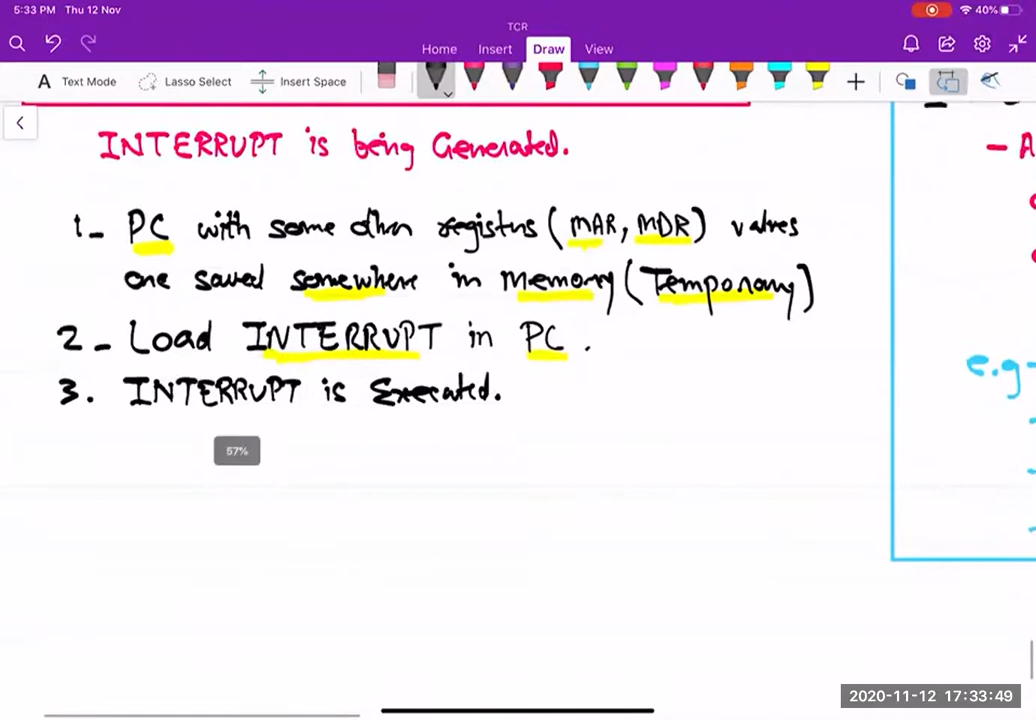 5:33 PM Thu 12 Nov
40%
TCR
Home Insert Draw View
Text Mode Lasso Select Insert Space
INTERRUPT is being Generated.
1- PC with some other registers (MAR, MDR) values
are saved somewhere in memory (Temporary)
2- Load INTERRUPT in PC.
3. INTERRUPT is Executed.
57%
- A
e.g-
2020-11-12 17:33:49